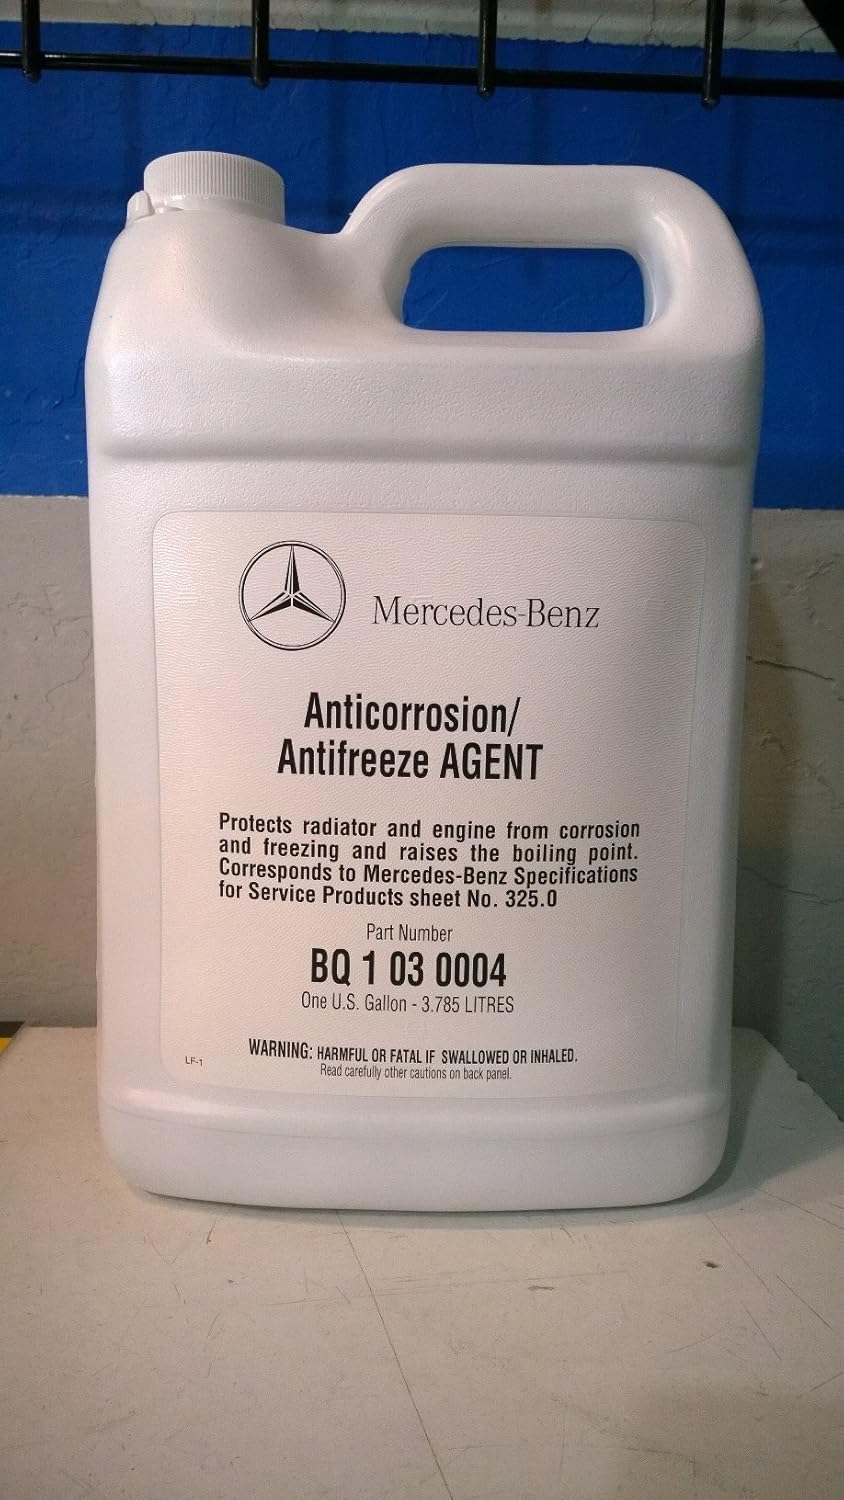 Mercedes-Benz
Anticorrosion/
Antifreeze AGENT
Protects radiator and engine from corrosion
and freezing and raises the boiling point.
Corresponds to Mercedes-Benz Specifications
for Service Products sheet No. 325.0
Part Number
BQ 1 03 0004
One U.S. Gallon - 3.785 LITRES
WARNING: HARMFUL OR FATAL IF SWALLOWED OR INHALED.
Read carefully other cautions on back panel.
LF-1